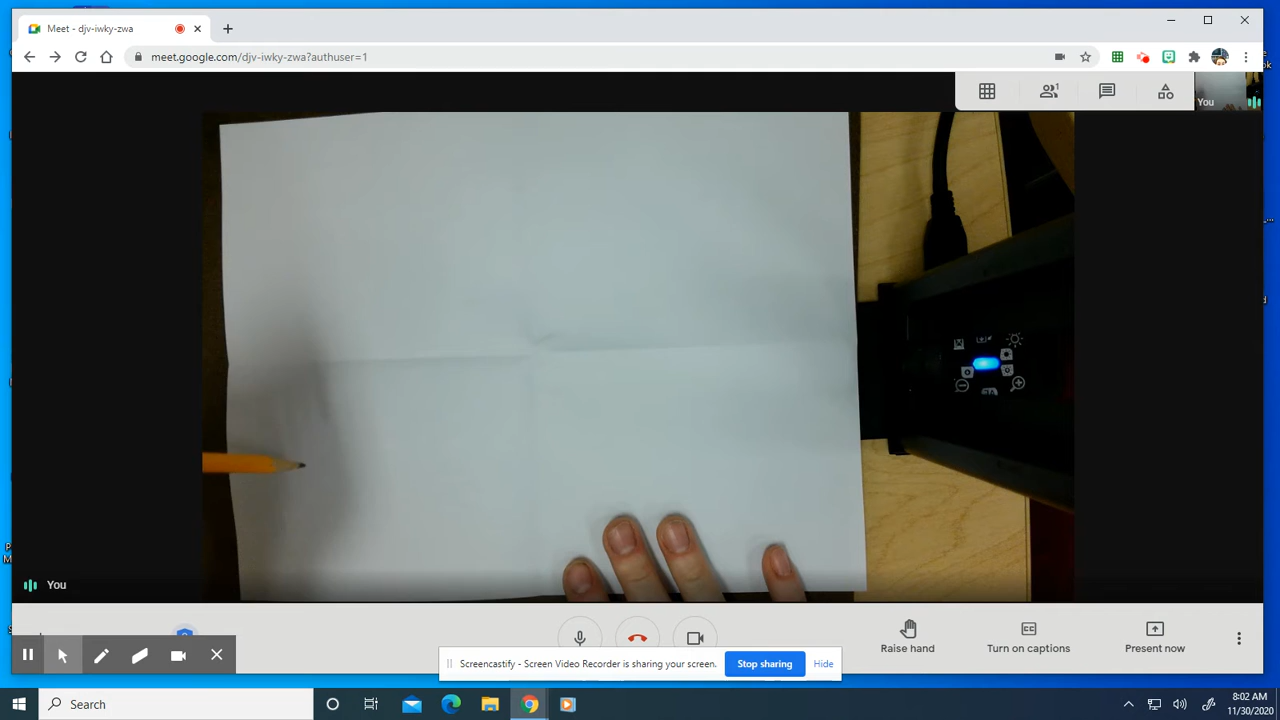 Meet - djv-iwky-zwa
meet.google.com/djv-iwky-zwa?authuser=1
1
You
You
Raise hand
Turn on captions
Present now
Screencastify - Screen Video Recorder is sharing your screen.
Stop sharing
Hide
Search
8:02 AM
11/30/2020